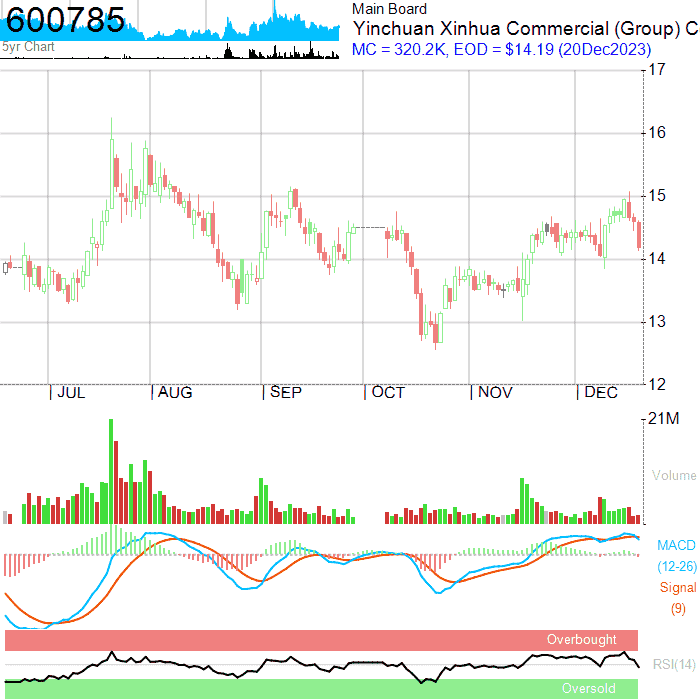 600785
5yr Chart
Main Board
Yinchuan Xinhua Commercial (Group) C
MC = 320.2K, EOD = $14.19 (20Dec2023)
17
16
15
14
13
12
JUL
AUG
SEP
OCT
NOV
DEC
21M
Volume
MACD
(12-26)
Signal
(9)
Overbought
RSI(14)
Oversold